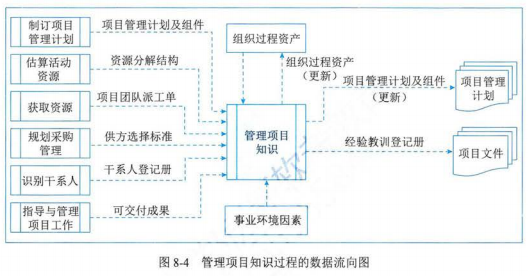 制订项目
管理计划
项目管理计划及组件
估算活动
资源
资源分解结构
获取资源
项目团队派工单
规划采购
管理
供方选择标准
识别干系人
干系人登记册
指导与管理
项目工作
可交付成果
组织过程资产
组织过程资产
（更新）
管理项目
知识
事业环境因素
项目管理计划及组件
（更新）
项目管理
计划
经验教训登记册
项目文件
图 8-4 管理项目知识过程的数据流向图